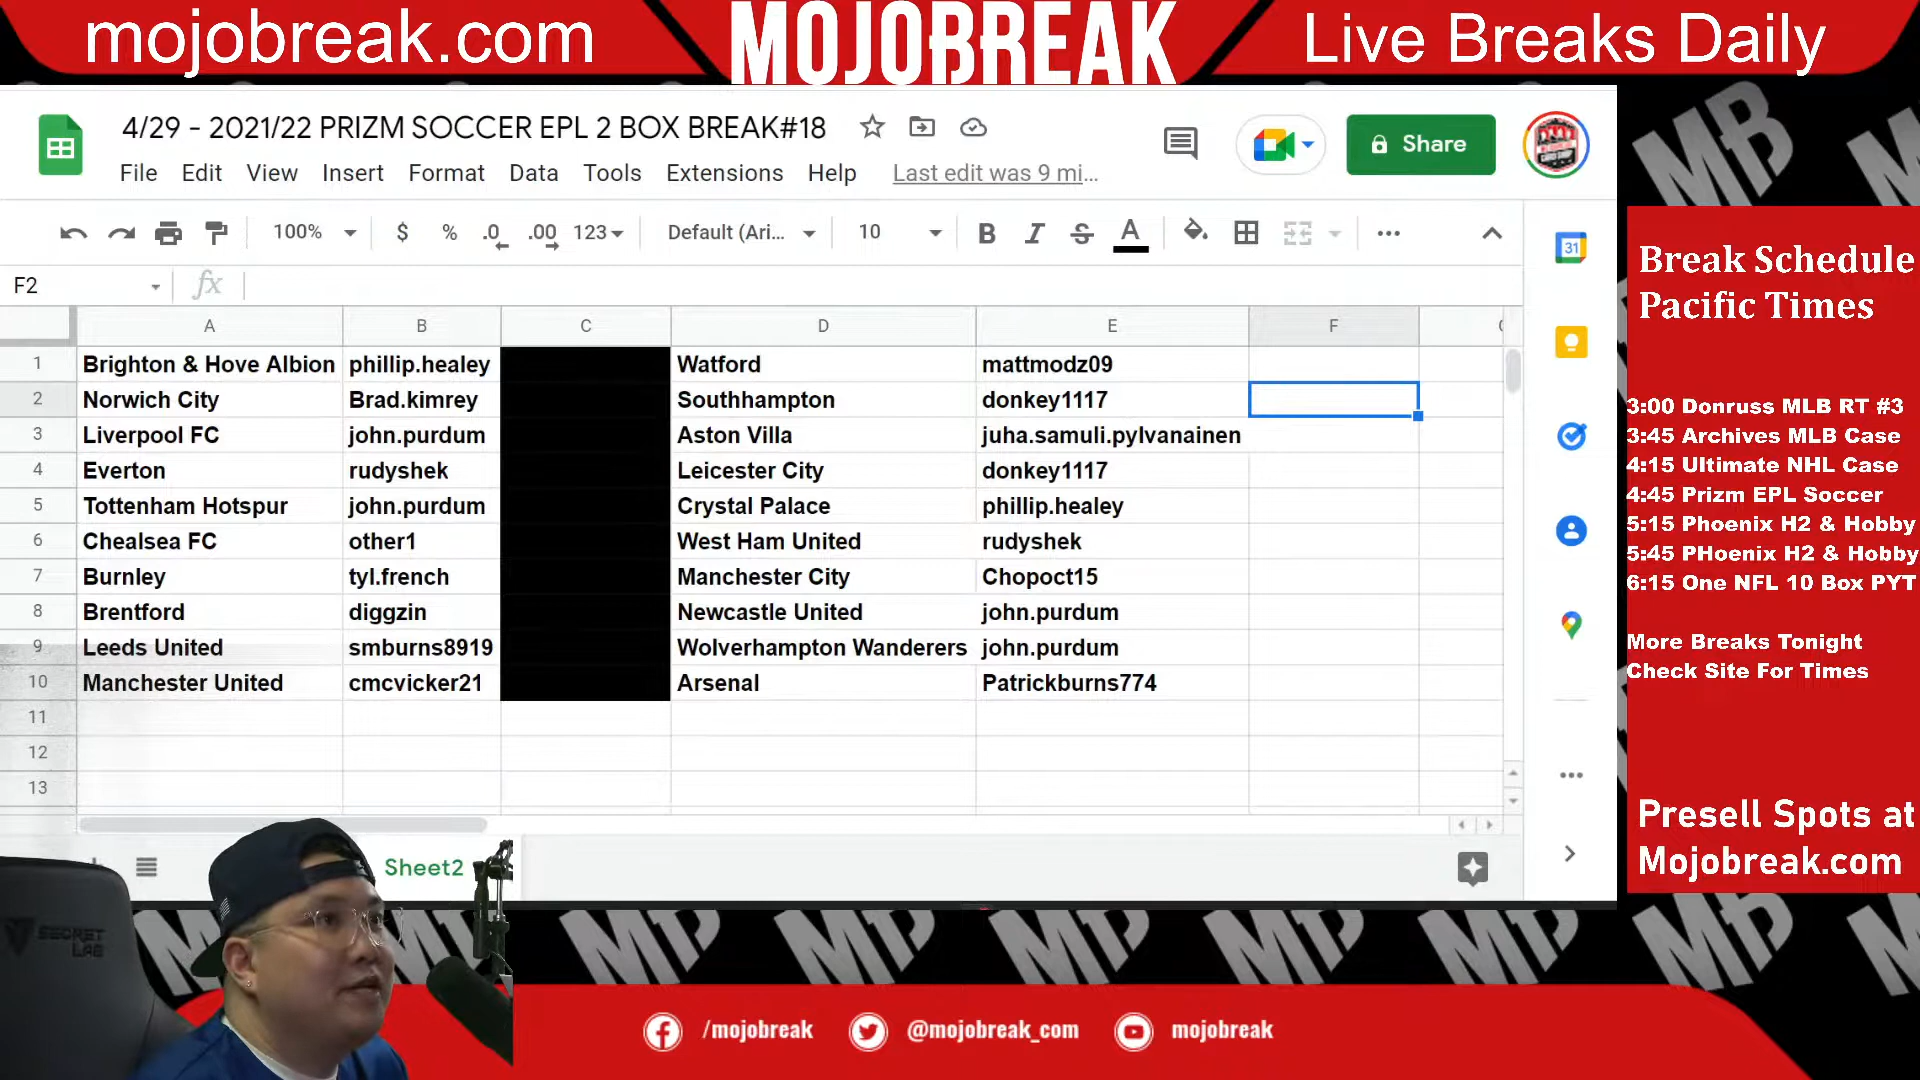 mojobreak.com
MOJOBREAK
Live Breaks Daily
4/29 - 2021/22 PRIZM SOCCER EPL 2 BOX BREAK#18
Share
File Edit View Insert Format Data Tools Extensions Help Last edit was 9 mi...
100% $ % .0 .00 123 Default (Ari... 10 B I S A
31
F2 fx
A B C D E F
1 Brighton & Hove Albion phillip.healey Watford mattmodz09
2 Norwich City Brad.kimrey Southhampton donkey1117
3 Liverpool FC john.purdum Aston Villa juha.samuli.pylvanainen
4 Everton rudyshek Leicester City donkey1117
5 Tottenham Hotspur john.purdum Crystal Palace phillip.healey
6 Chealsea FC other1 West Ham United rudyshek
7 Burnley tyl.french Manchester City Chopoct15
8 Brentford diggzin Newcastle United john.purdum
9 Leeds United smburns8919 Wolverhampton Wanderers john.purdum
10 Manchester United cmcvicker21 Arsenal Patrickburns774
11
12
13
Sheet2
Break Schedule
Pacific Times
3:00 Donruss MLB RT #3
3:45 Archives MLB Case
4:15 Ultimate NHL Case
4:45 Prizm EPL Soccer
5:15 Phoenix H2 & Hobby
5:45 PHoenix H2 & Hobby
6:15 One NFL 10 Box PYT
More Breaks Tonight
Check Site For Times
Presell Spots at
Mojobreak.com
SECRET
LAB
/mojobreak
@mojobreak_com
mojobreak